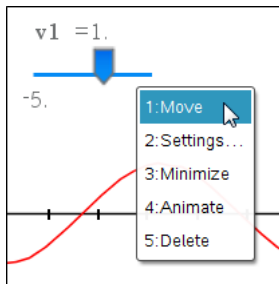 v1 =1.
-5.
1:Move
2:Settings...
3:Minimize
4:Animate
5:Delete